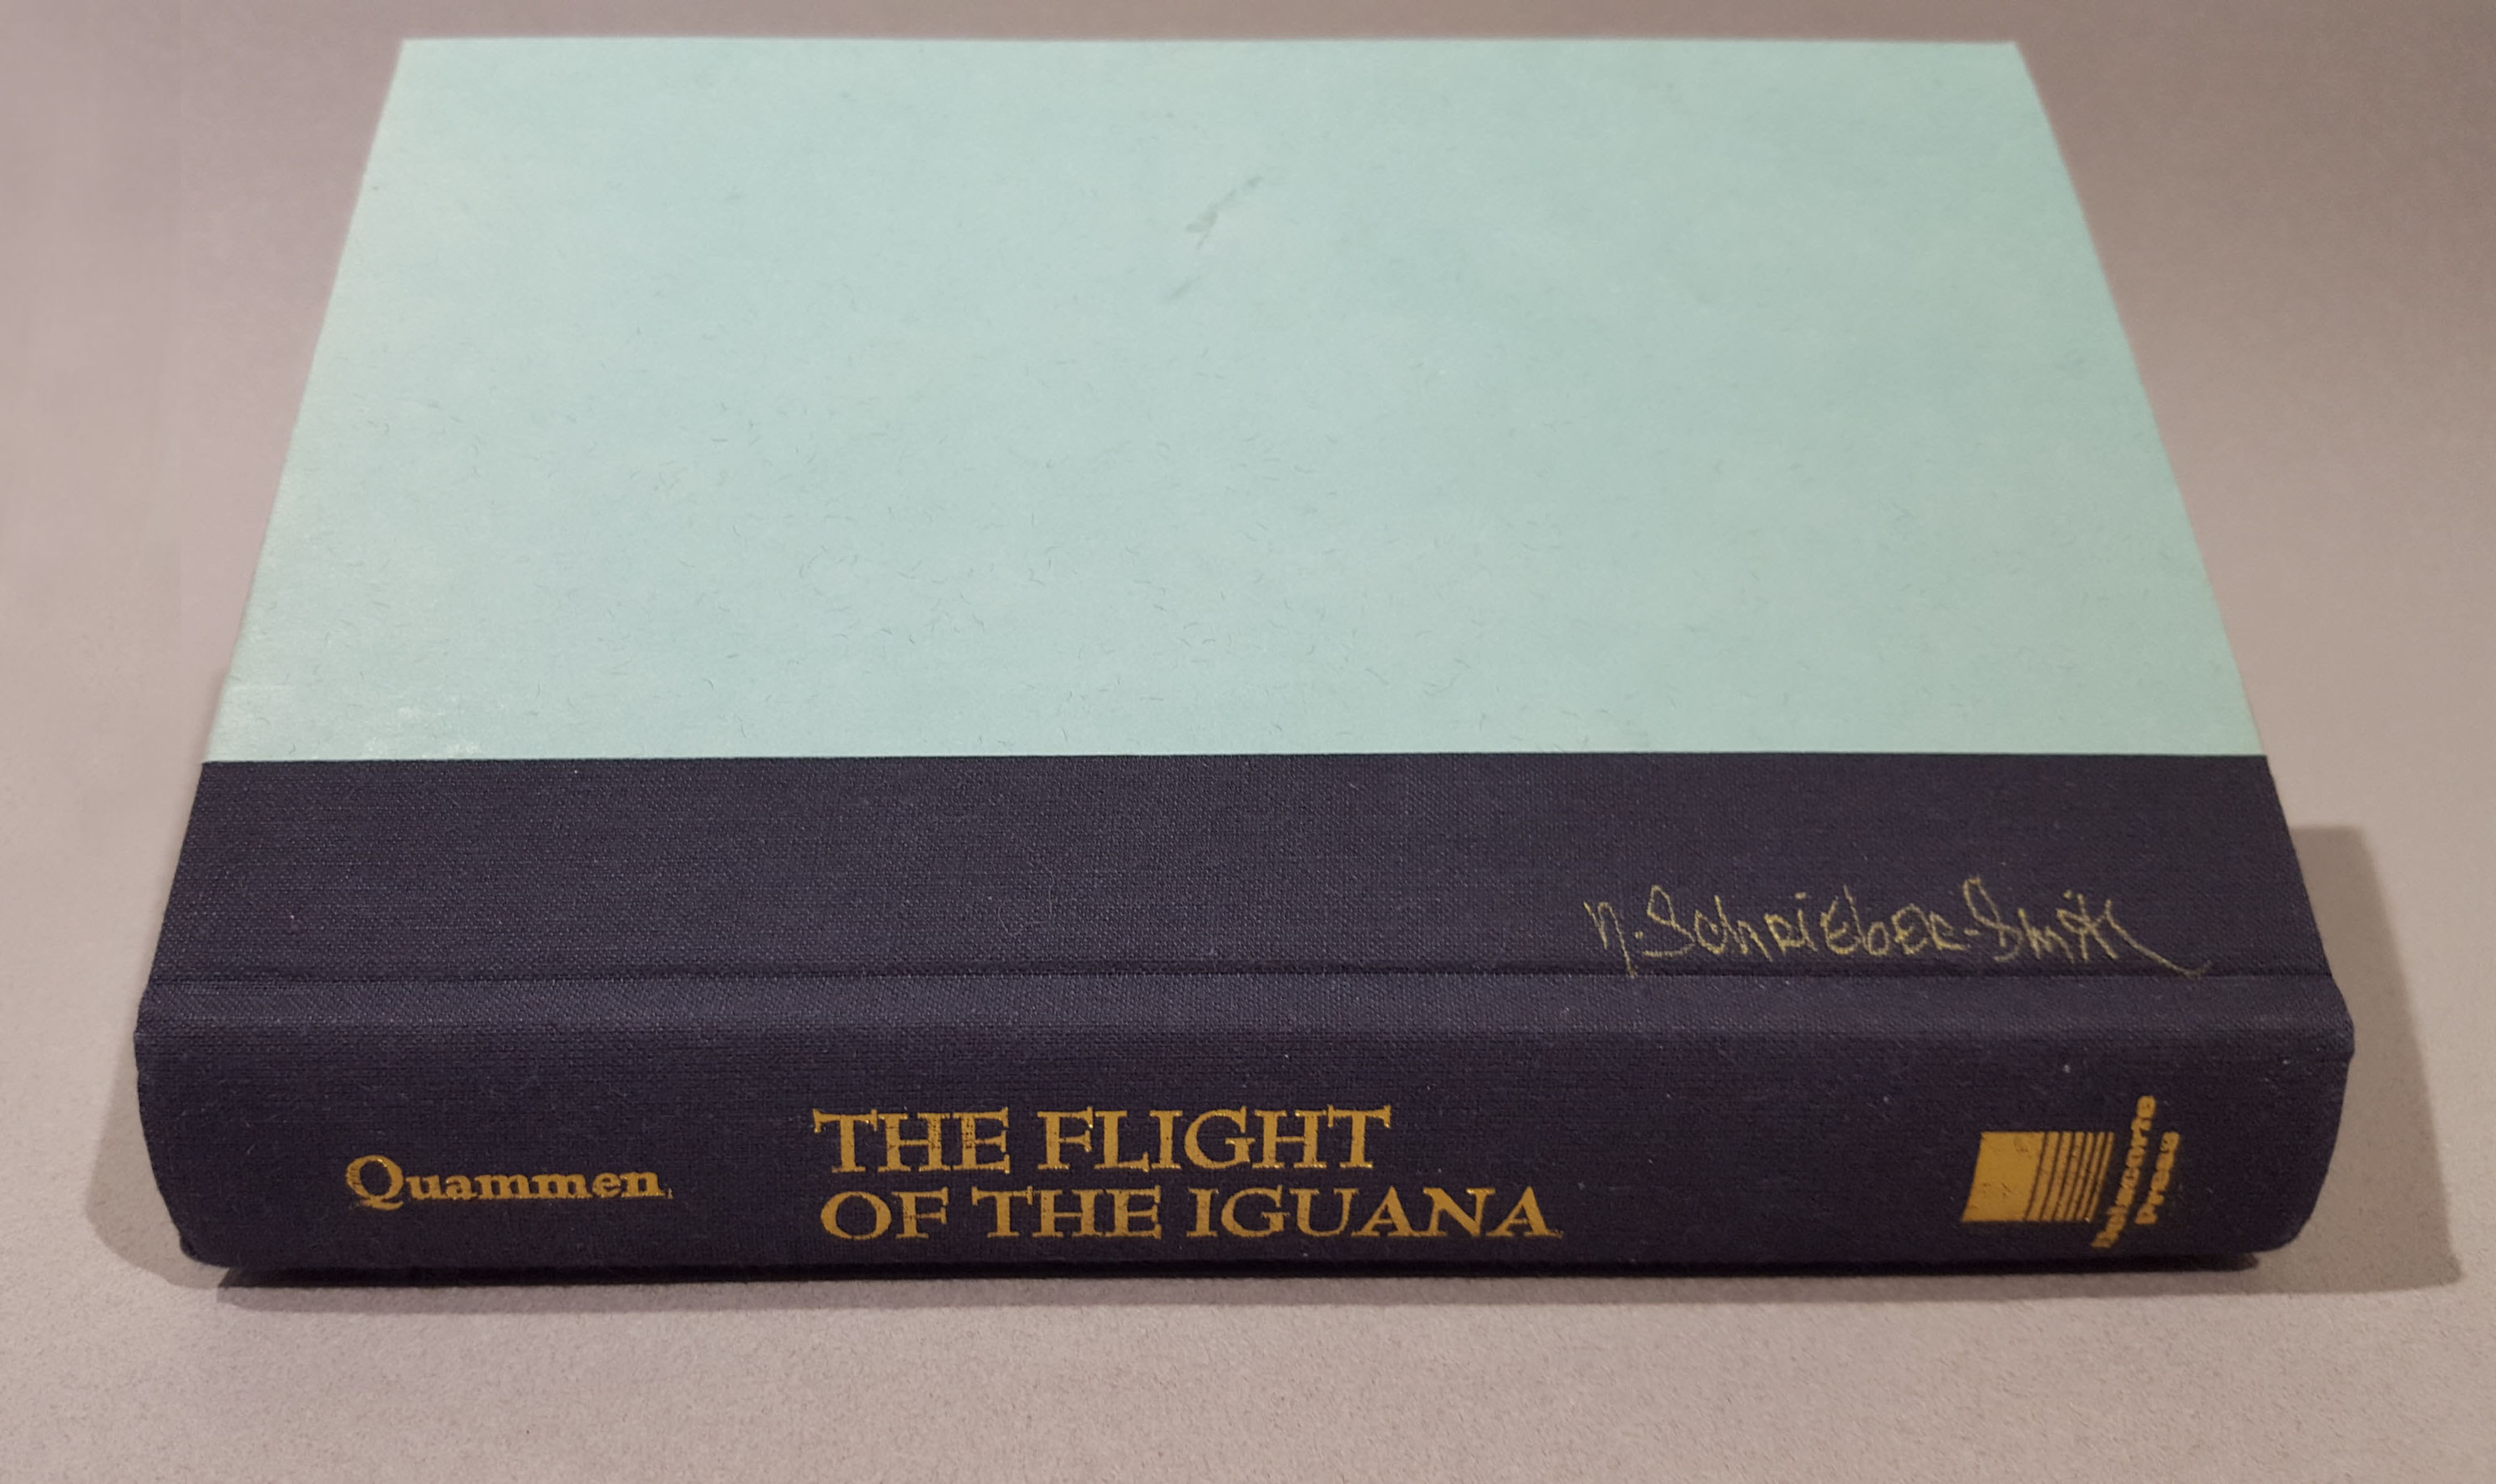 N. Schrieber-Smith
Quammen
THE FLIGHT
OF THE IGUANA
Delacorte
Press